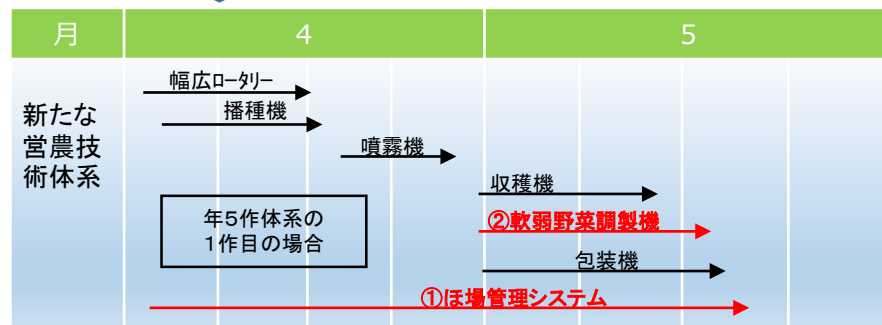 月 4 5
幅広ロータリー
播種機
新たな
営農技
術体系
噴霧機
収穫機
年5作体系の
1作目の場合
②軟弱野菜調製機
包装機
①ほ場管理システム